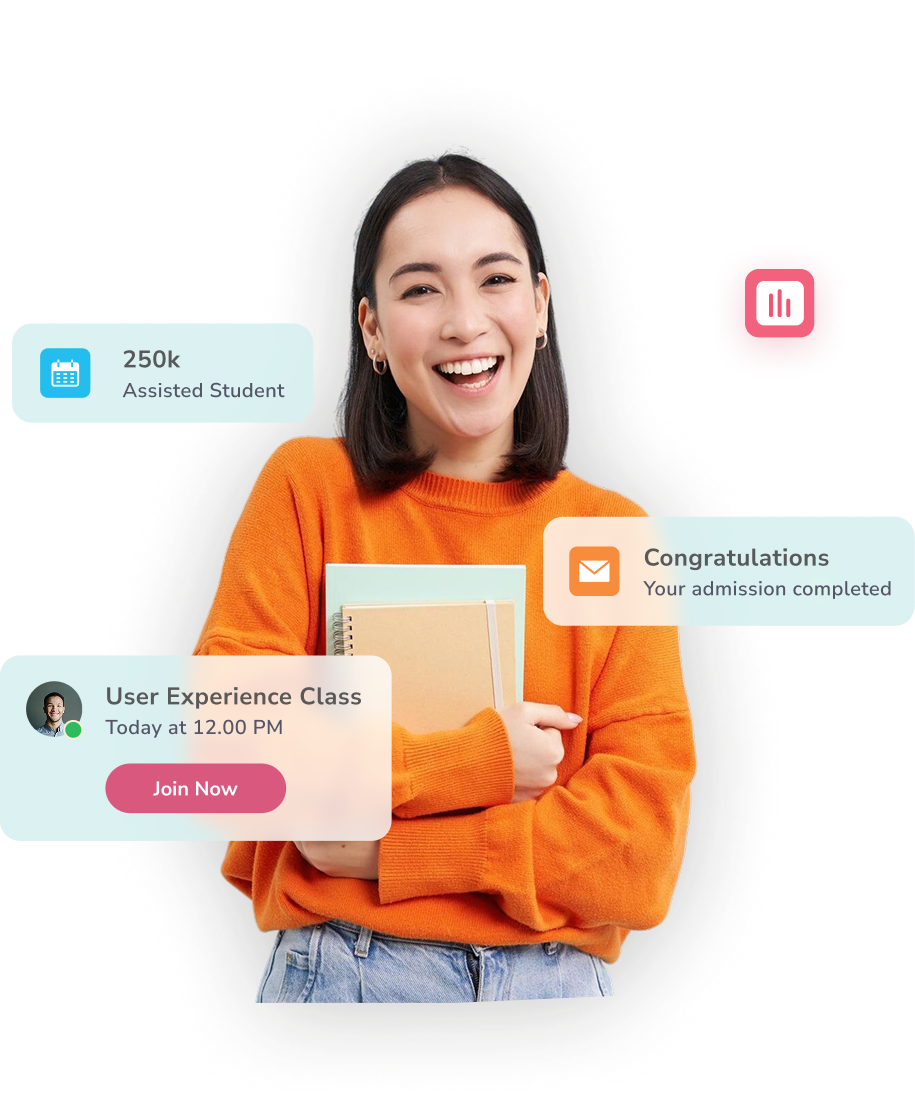 250k
Assisted Student
Congratulations
Your admission completed
User Experience Class
Today at 12.00 PM
Join Now